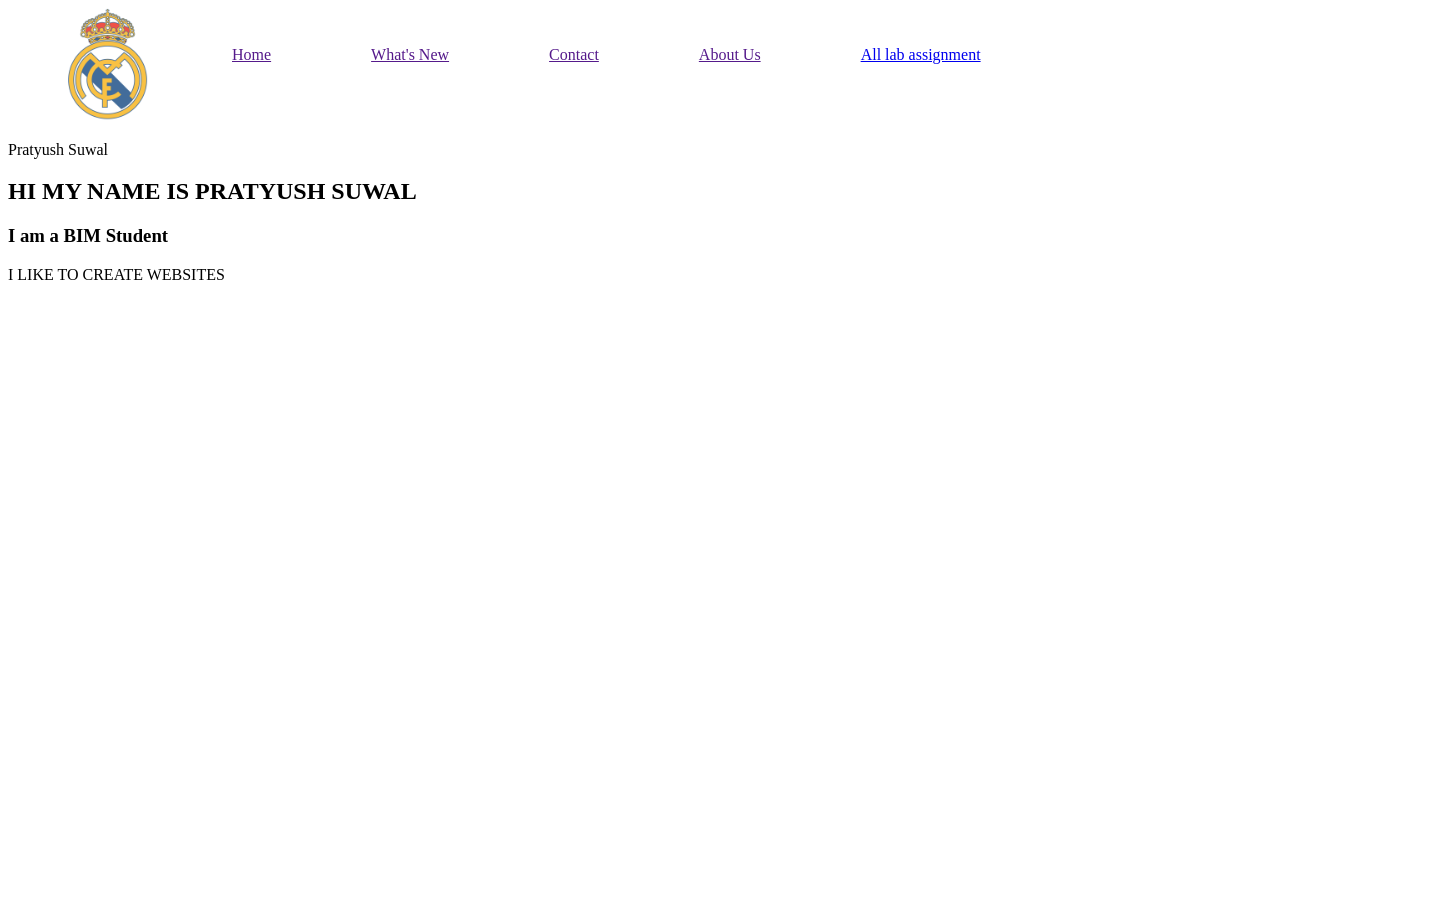 Home What's New Contact About Us All lab assignment
Pratyush Suwal
HI MY NAME IS PRATYUSH SUWAL
I am a BIM Student
I LIKE TO CREATE WEBSITES